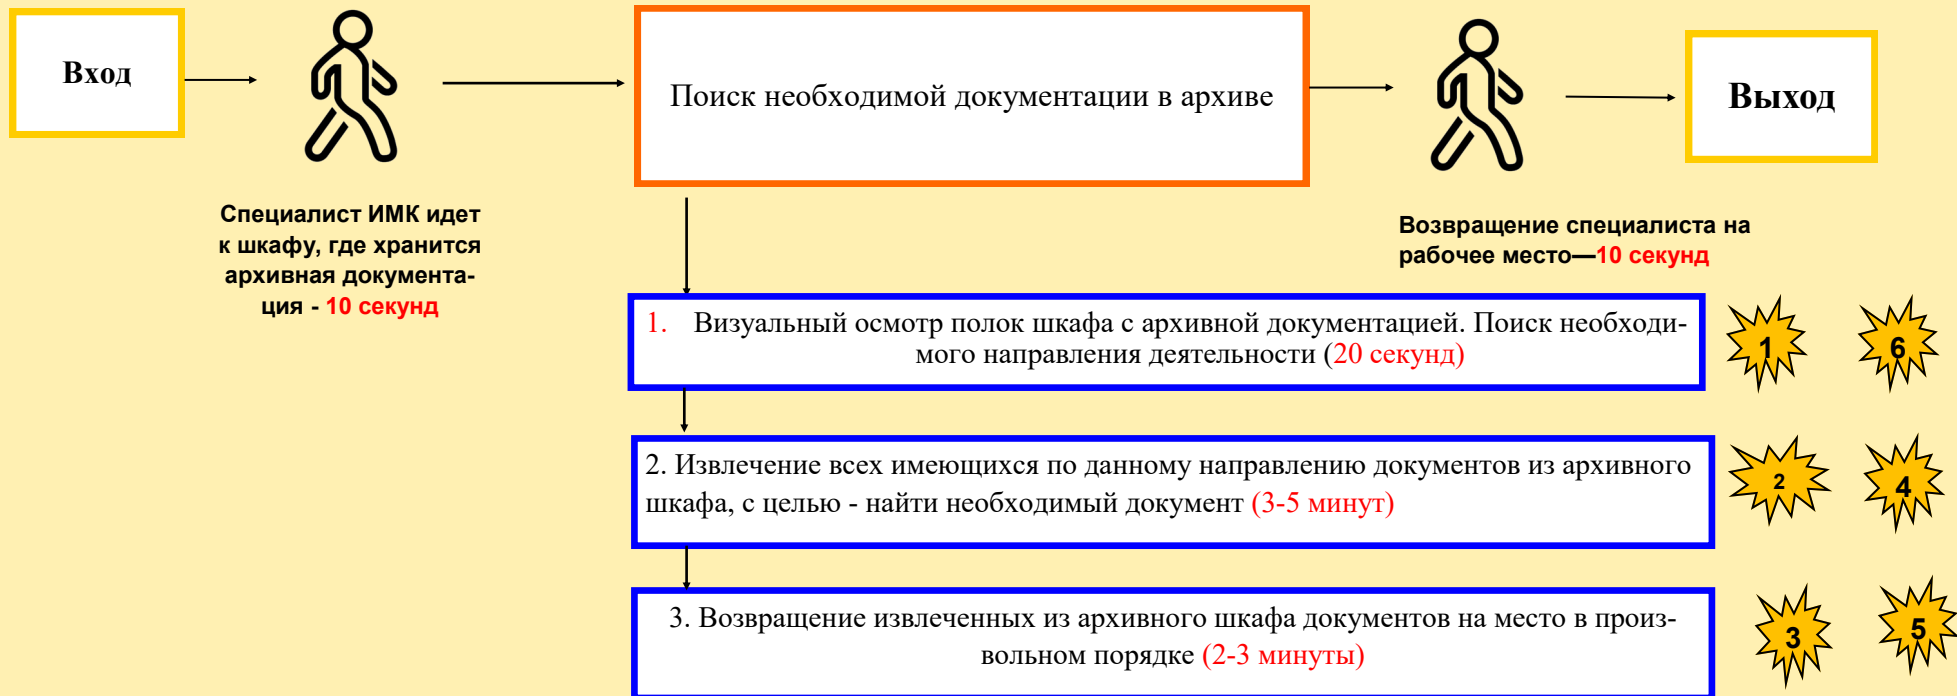 Вход
Поиск необходимой документации в архиве
Выход
Специалист ИМК идет
к шкафу, где хранится
архивная документа-
ция - 10 секунд
Возвращение специалиста на
рабочее место—10 секунд
1. Визуальный осмотр полок шкафа с архивной документацией. Поиск необходи-
мого направления деятельности (20 секунд)
1
6
2. Извлечение всех имеющихся по данному направлению документов из архивного
шкафа, с целью - найти необходимый документ (3-5 минут)
2
4
3. Возвращение извлеченных из архивного шкафа документов на место в произ-
вольном порядке (2-3 минуты)
3
5